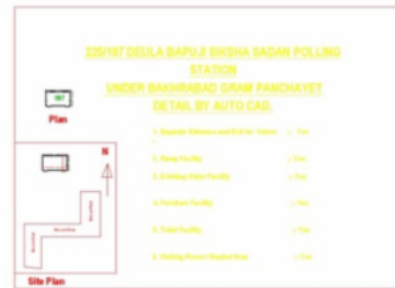 225/197 DEULA BAPUJI SIKSHA SADAN POLLING
STATION
UNDER BAKHRABAD GRAM PANCHAYET
DETAIL BY AUTO CAD.
197
Plan
1. Separate Entrance and Exit for Voters :- Yes
2. Ramp Facility :- Yes
3. Drinking Water Facility :- Yes
4. Furniture Facility :- Yes
5. Toilet Facility :- Yes
6. Waiting Room/ Shaded Area :- Yes
N
Site Plan